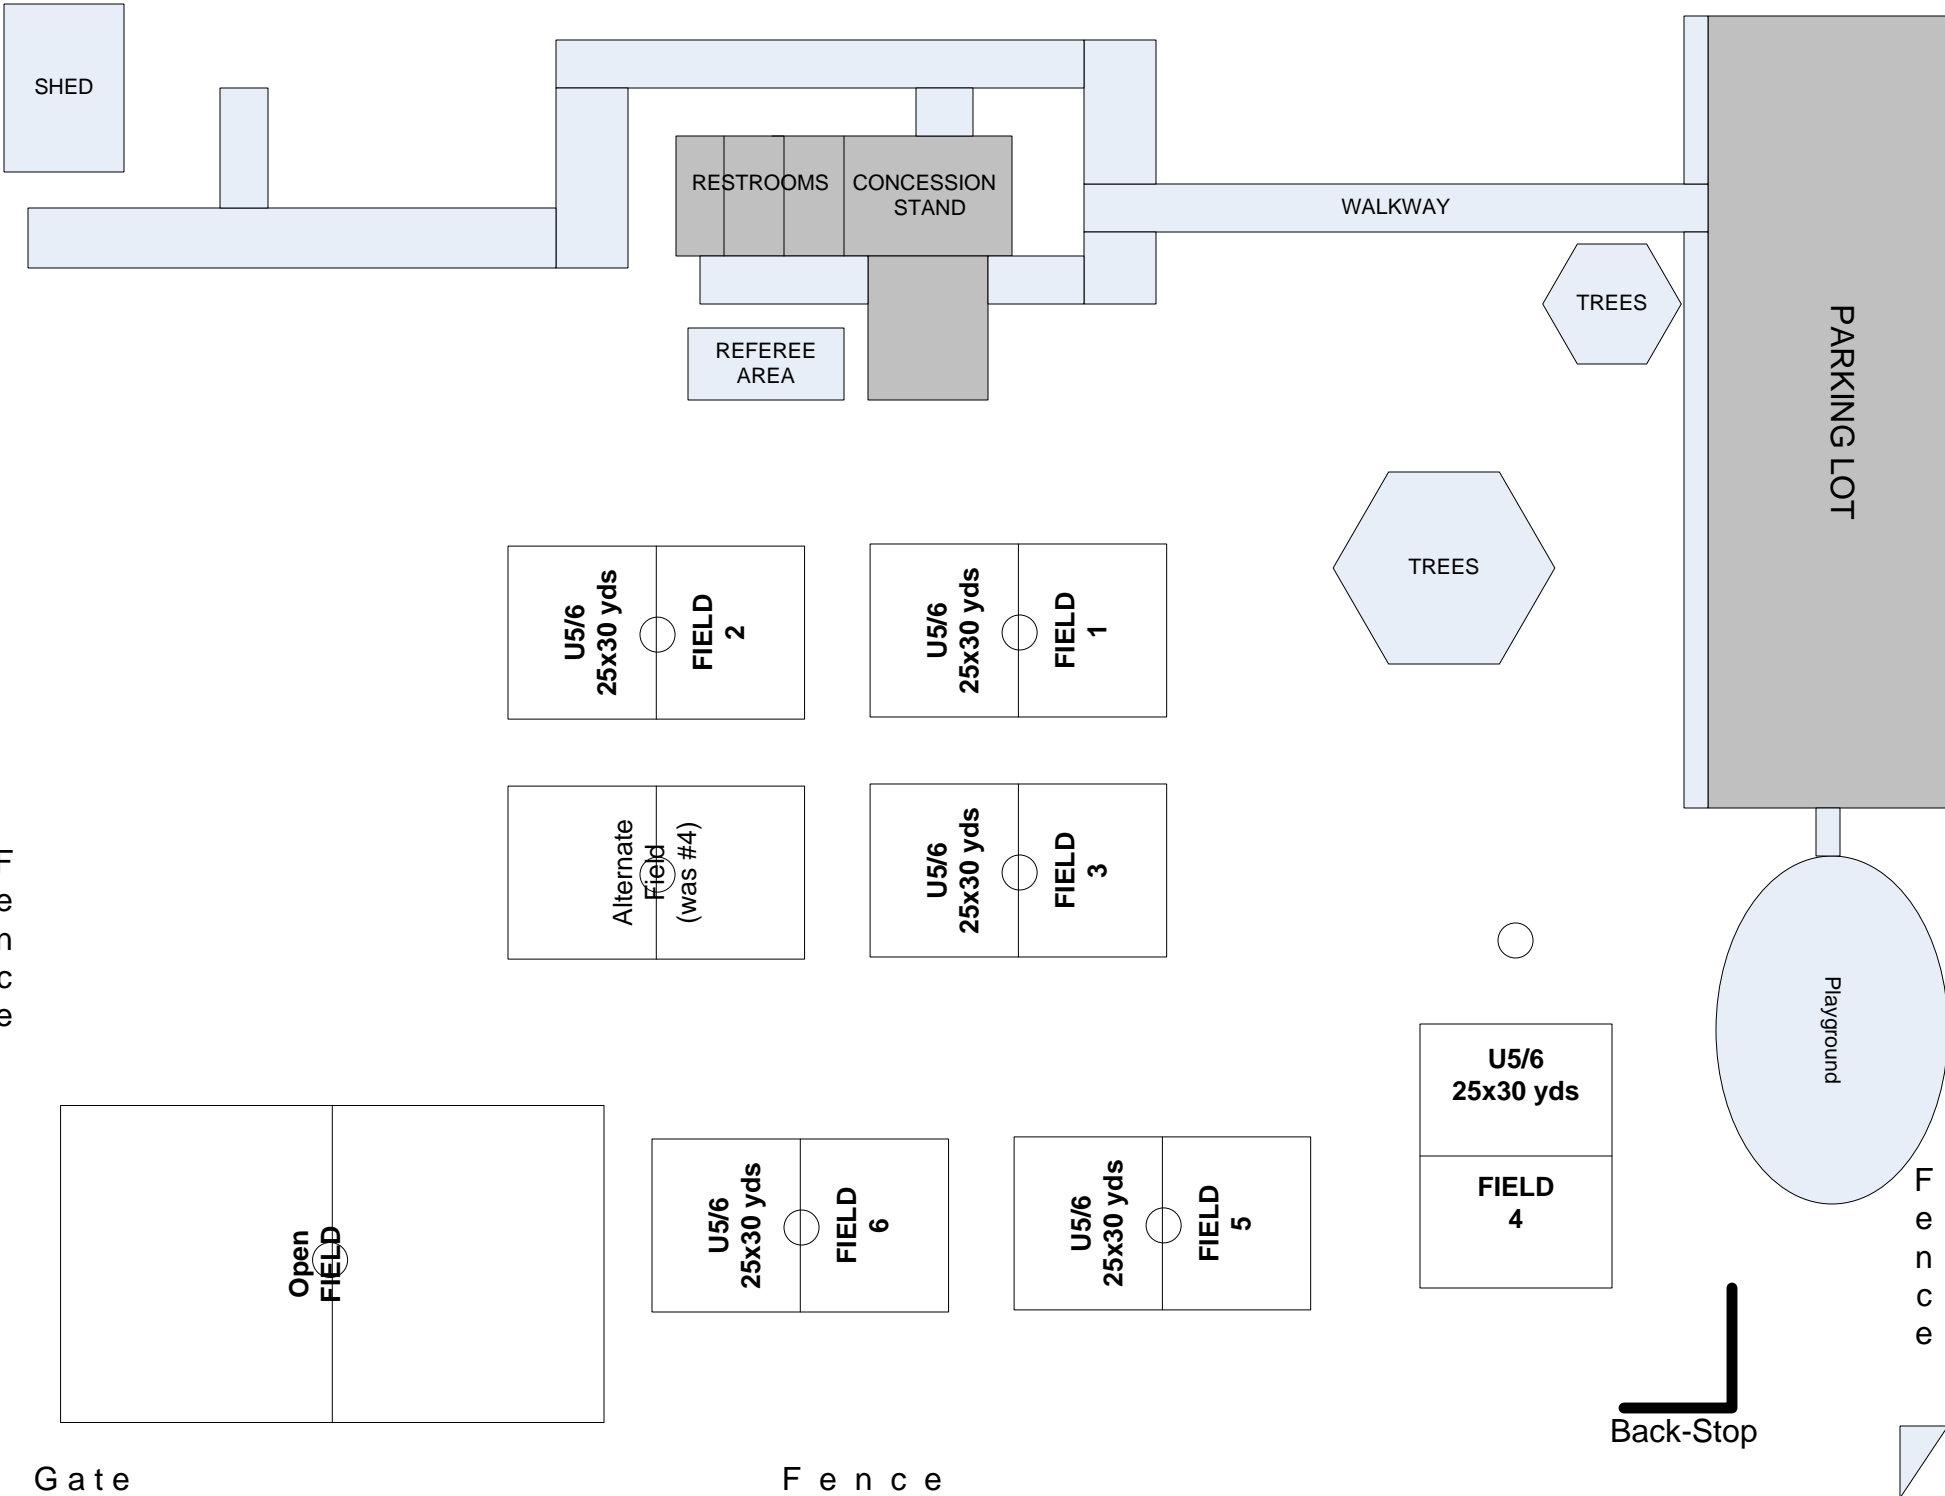 SHED
RESTROOMS
CONCESSION
STAND
WALKWAY
TREES
PARKING LOT
REFEREE
AREA
TREES
U5/6
25x30 yds
FIELD
2
U5/6
25x30 yds
FIELD
1
Alternate
Field
(was #4)
U5/6
25x30 yds
FIELD
3
Fence
Playground
U5/6
25x30 yds
FIELD
4
Open
FIELD
U5/6
25x30 yds
FIELD
6
U5/6
25x30 yds
FIELD
5
Fence
Back-Stop
Gate
Fence